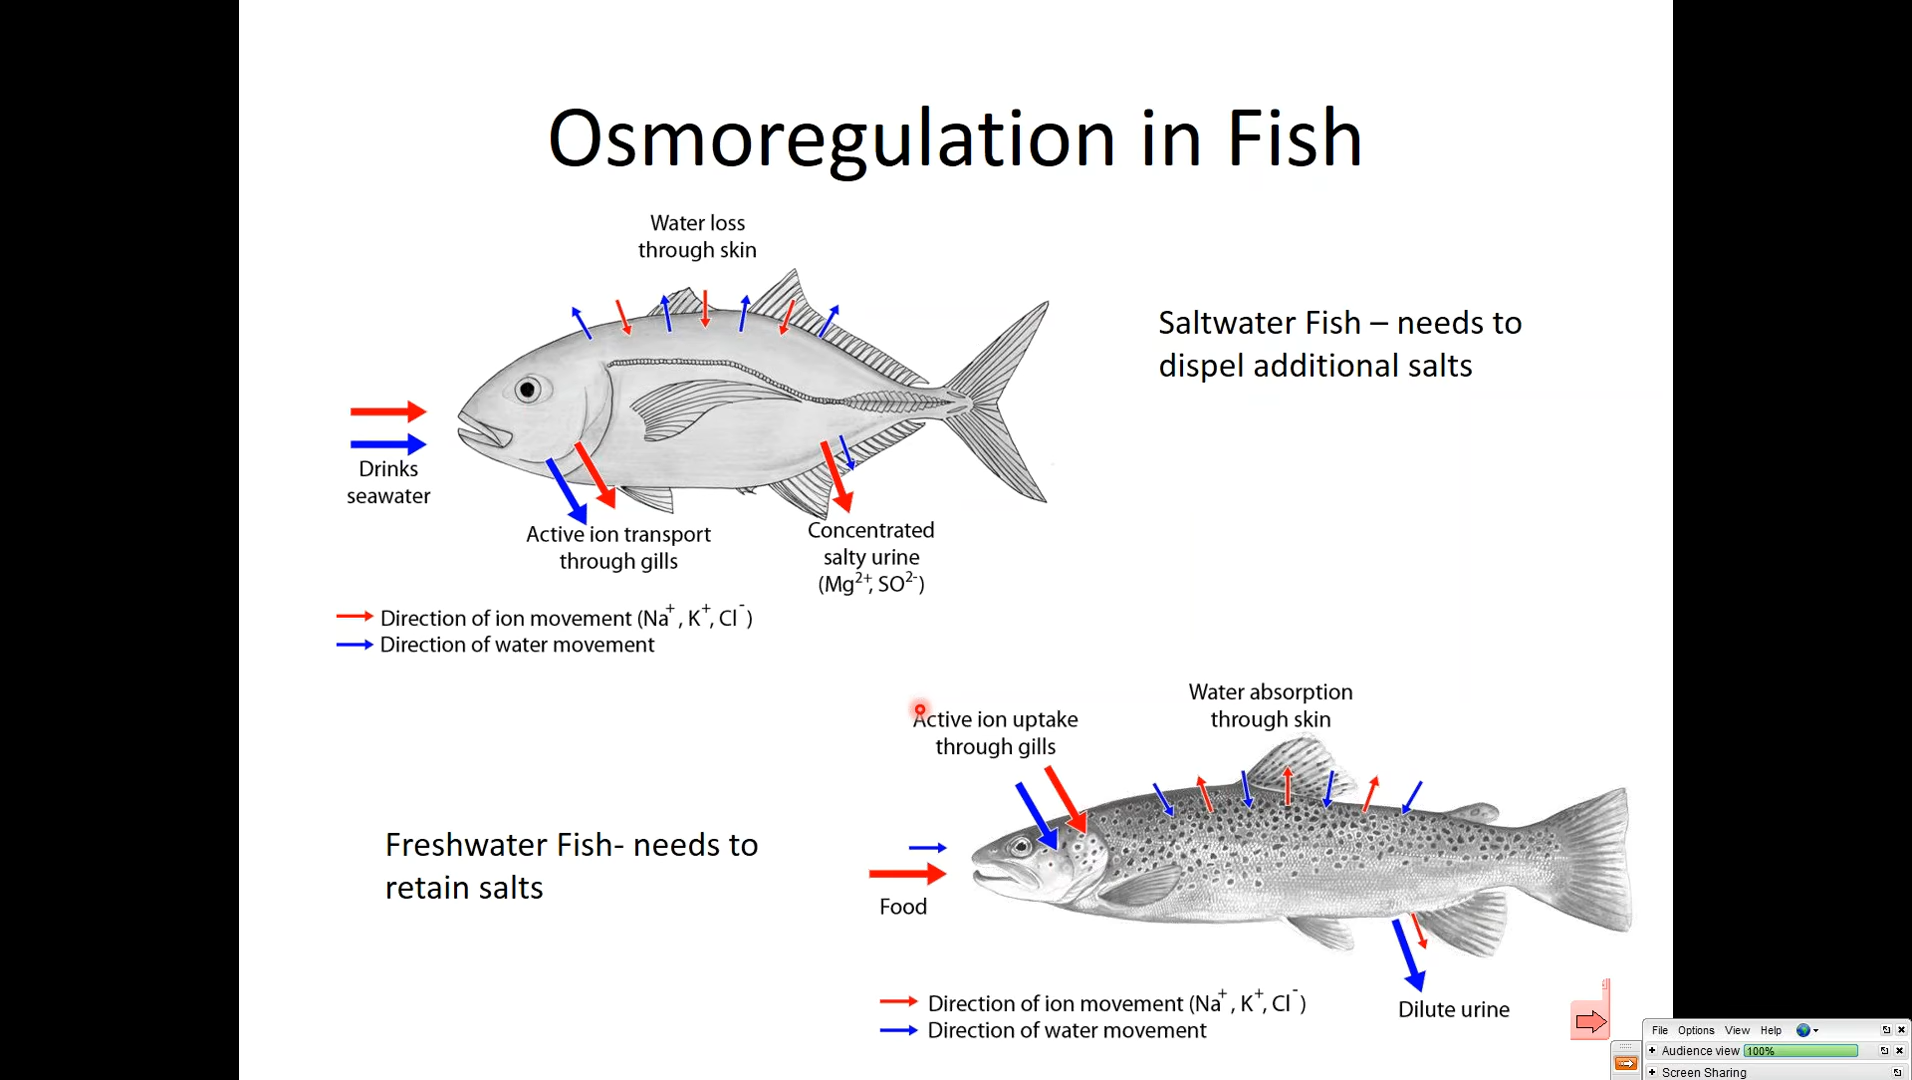 Osmoregulation in Fish
Water loss
through skin
Saltwater Fish – needs to
dispel additional salts
Drinks
seawater
Active ion transport
through gills
Concentrated
salty urine
(Mg²⁺, SO²⁻)
Direction of ion movement (Na⁺, K⁺, Cl⁻)
Direction of water movement
Active ion uptake
through gills
Water absorption
through skin
Freshwater Fish- needs to
retain salts
Food
Dilute urine
Direction of ion movement (Na⁺, K⁺, Cl⁻)
Direction of water movement
File Options View Help
Audience view 100%
Screen Sharing